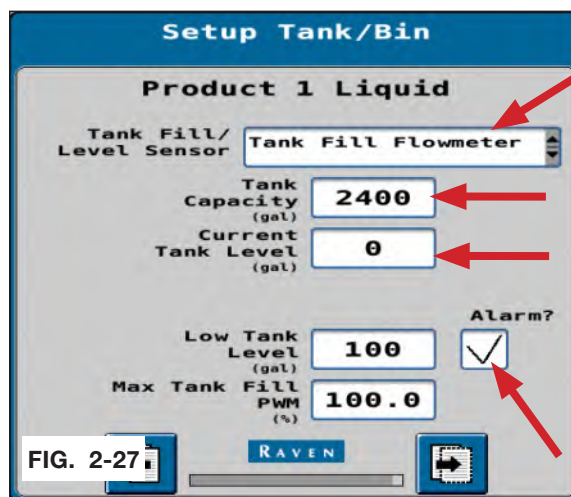 Setup Tank/Bin
Product 1 Liquid
Tank Fill/
Level Sensor
Tank Fill Flowmeter
Tank
Capacity
(gal)
2400
Current
Tank Level
(gal)
0
Alarm?
Low Tank
Level
(gal)
100
Max Tank Fill
PWM
(%)
100.0
FIG. 2-27
RAVEN